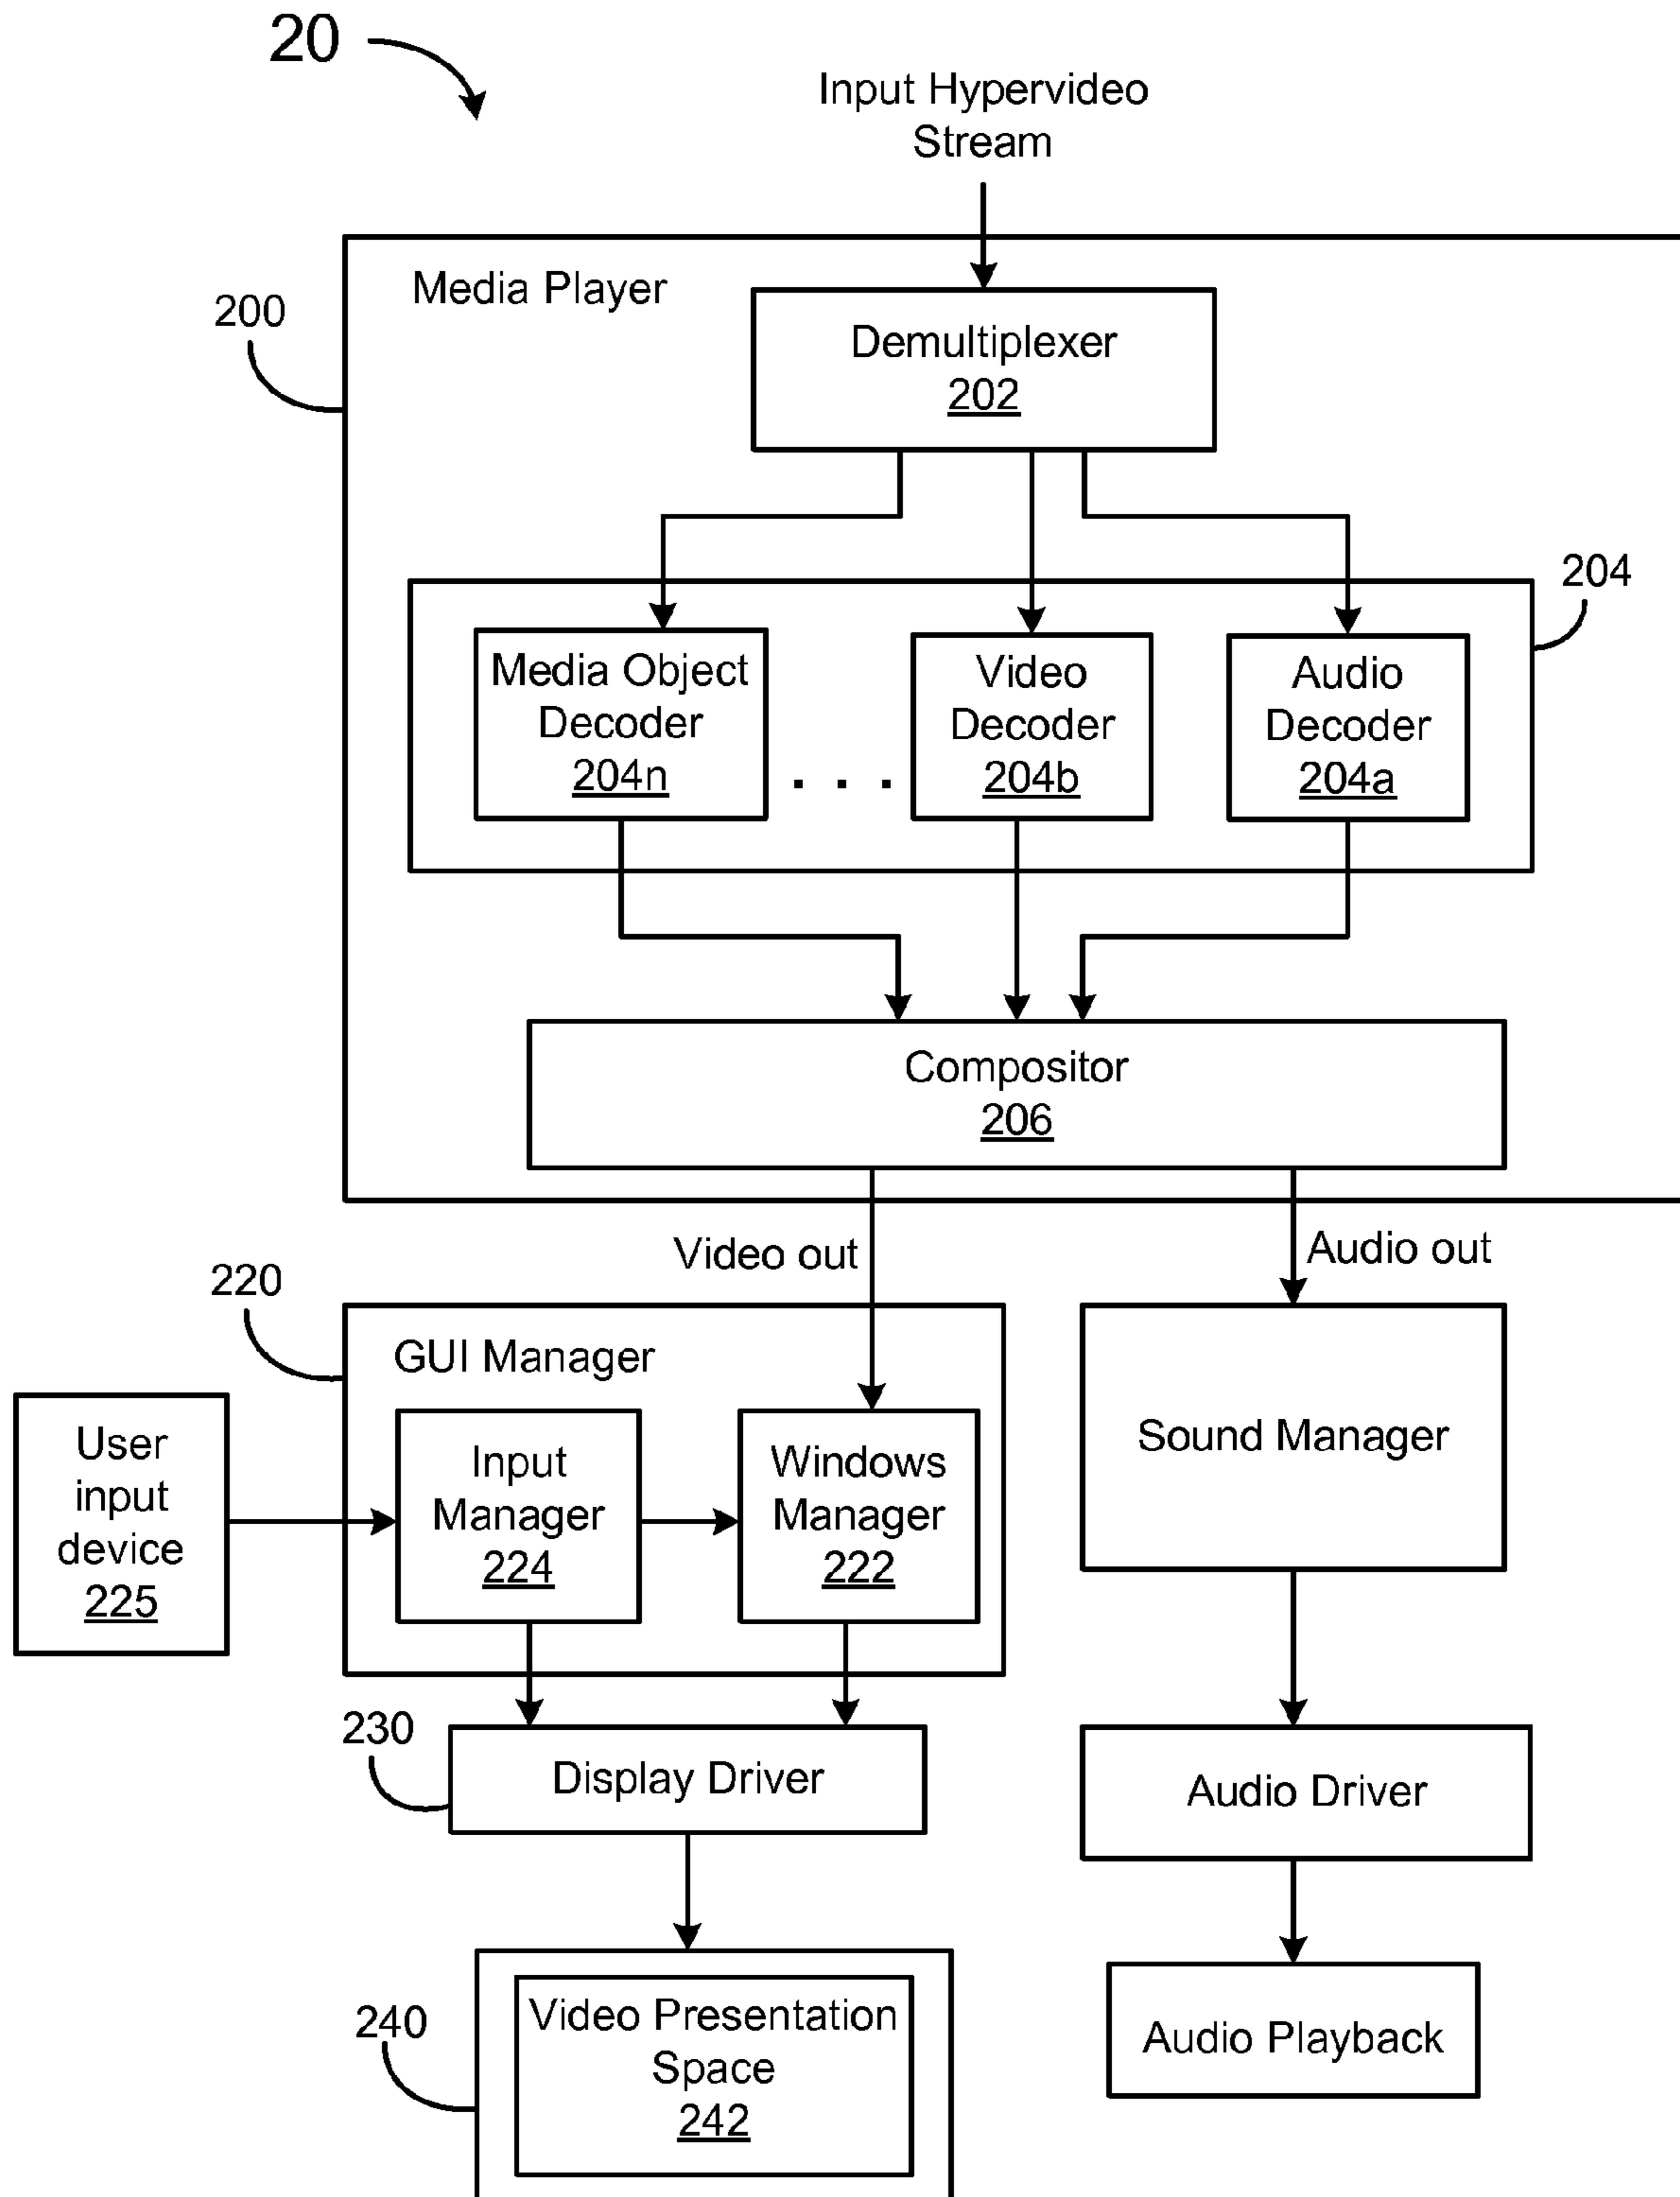 20
Input Hypervideo
Stream
Media Player
200
Demultiplexer
202
204
Media Object
Decoder
204n
. . .
Video
Decoder
204b
Audio
Decoder
204a
Compositor
206
Video out
Audio out
220
GUI Manager
User
input
device
225
Input
Manager
224
Windows
Manager
222
Sound Manager
230
Display Driver
Audio Driver
240
Video Presentation
Space
242
Audio Playback